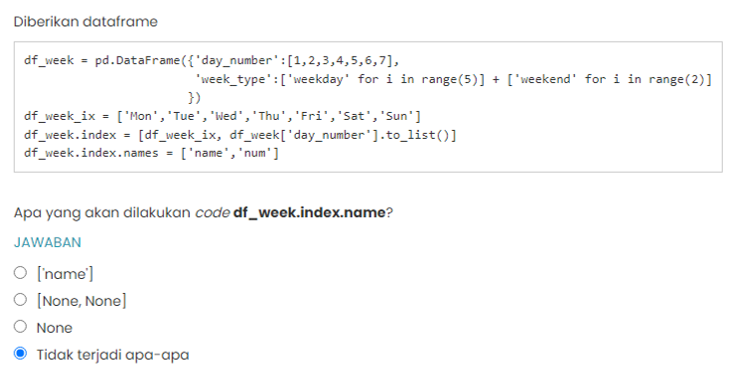 Diberikan dataframe
df_week = pd.DataFrame({'day_number':[1,2,3,4,5,6,7],
'week_type':['weekday' for i in range(5)] + ['weekend' for i in range(2)]
})
df_week_ix = ['Mon','Tue','Wed','Thu','Fri','Sat','Sun']
df_week.index = [df_week_ix, df_week['day_number'].to_list()]
df_week.index.names = ['name','num']
Apa yang akan dilakukan code df_week.index.name?
JAWABAN
['name']
[None, None]
None
Tidak terjadi apa-apa